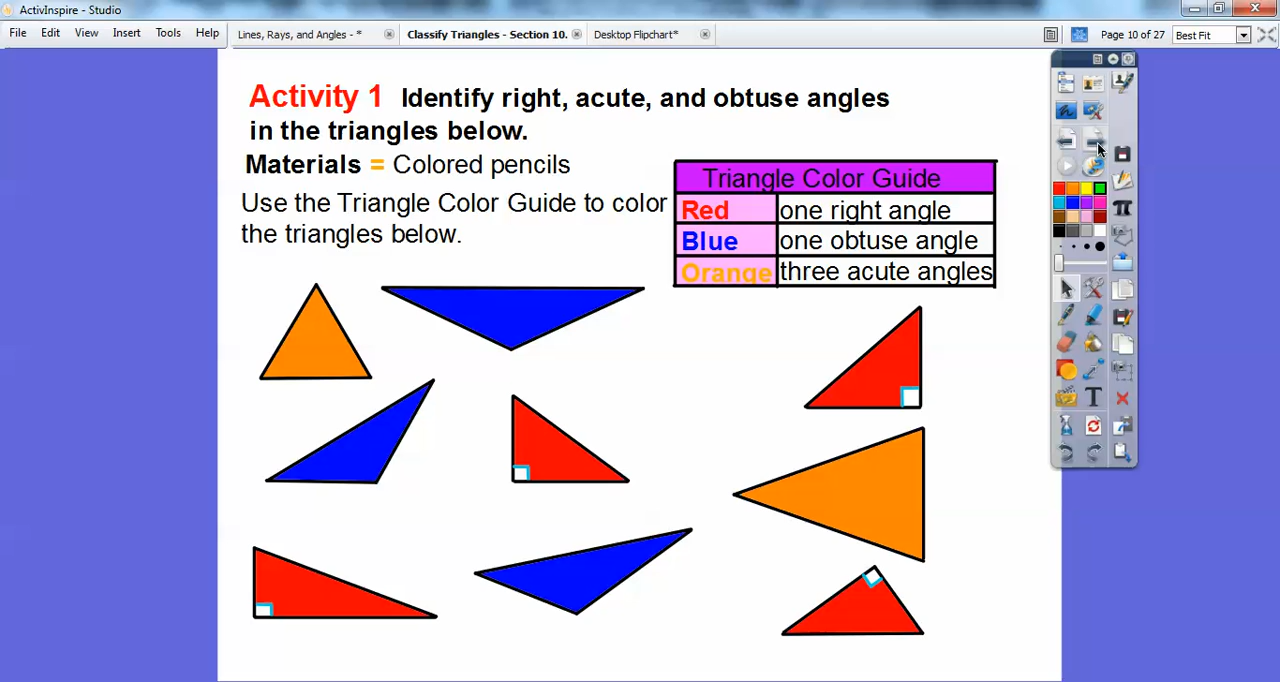 ActivInspire - Studio
File Edit View Insert Tools Help
Lines, Rays, and Angles - * Classify Triangles - Section 10. Desktop Flipchart*
Page 10 of 27 Best Fit
Activity 1 Identify right, acute, and obtuse angles
in the triangles below.
Materials = Colored pencils
Use the Triangle Color Guide to color
the triangles below.
Triangle Color Guide
Red one right angle
Blue one obtuse angle
Orange three acute angles
T